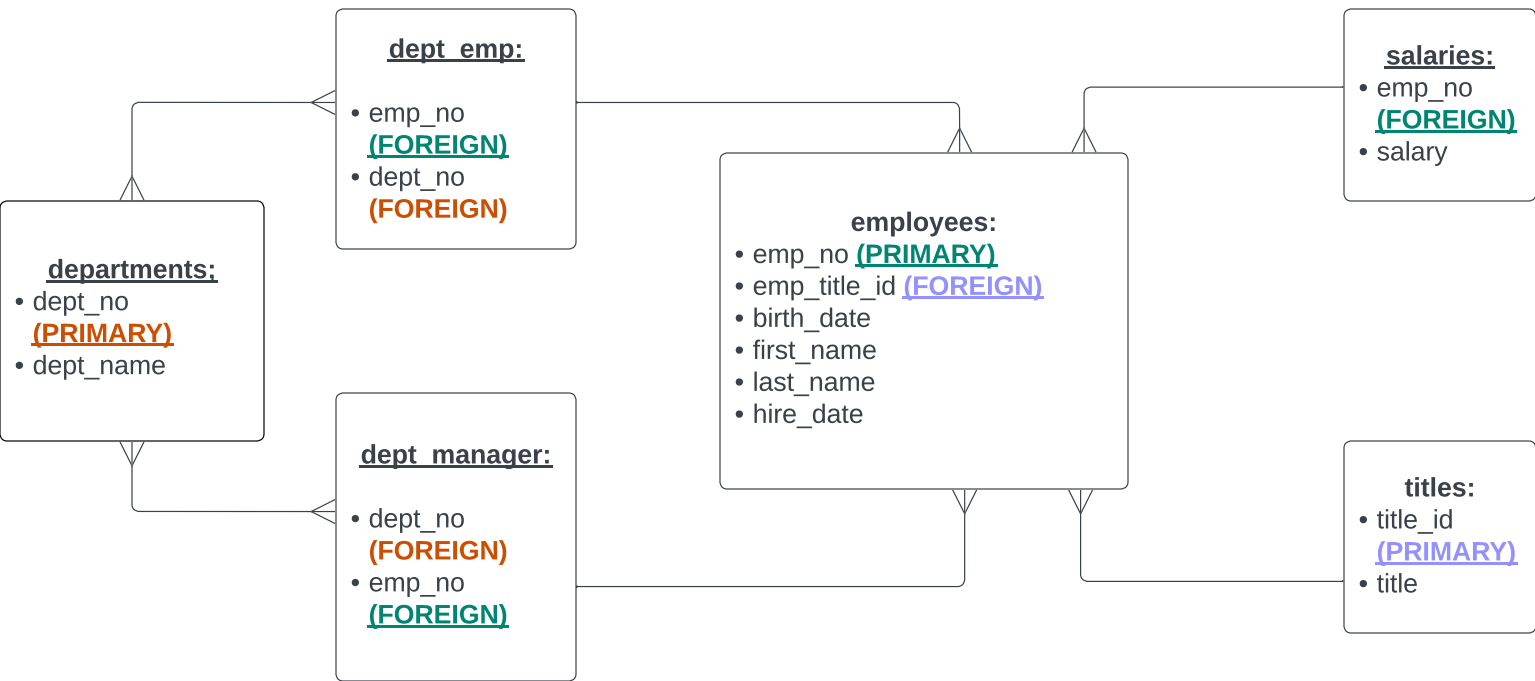 dept_emp:
• emp_no
(FOREIGN)
• dept_no
(FOREIGN)
salaries:
• emp_no
(FOREIGN)
• salary
departments:
• dept_no
(PRIMARY)
• dept_name
employees:
• emp_no (PRIMARY)
• emp_title_id (FOREIGN)
• birth_date
• first_name
• last_name
• hire_date
dept_manager:
• dept_no
(FOREIGN)
• emp_no
(FOREIGN)
titles:
• title_id
(PRIMARY)
• title